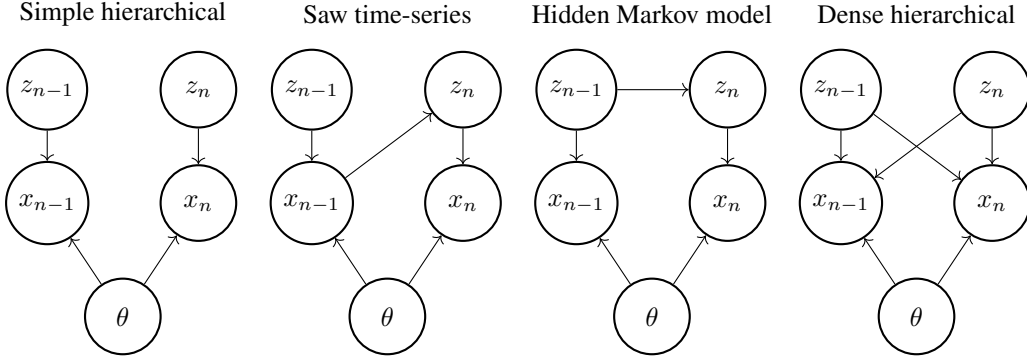 Simple hierarchical Saw time-series Hidden Markov model Dense hierarchical
z_{n-1} z_n z_{n-1} z_n z_{n-1} z_n z_{n-1} z_n
x_{n-1} x_n x_{n-1} x_n x_{n-1} x_n x_{n-1} x_n
θ θ θ θ